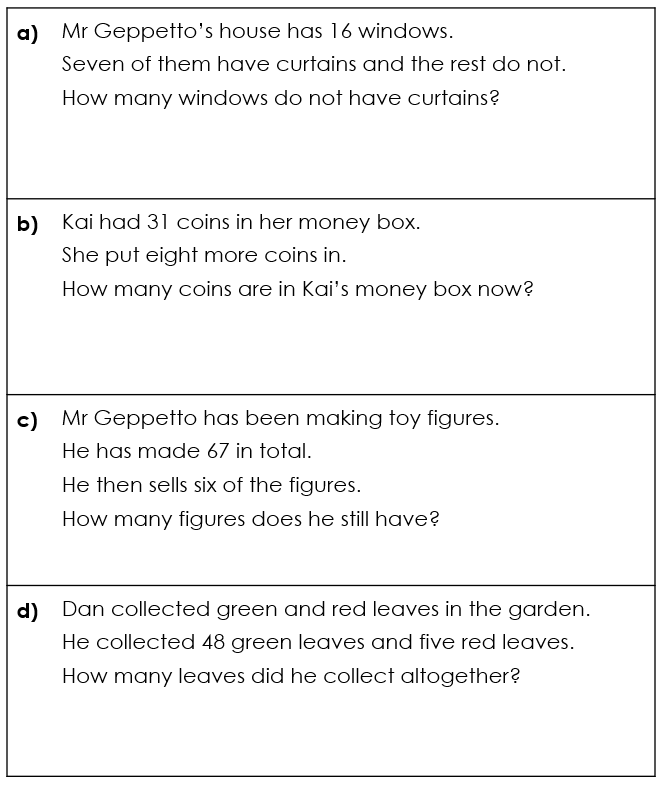 a) Mr Geppetto’s house has 16 windows.
Seven of them have curtains and the rest do not.
How many windows do not have curtains?
b) Kai had 31 coins in her money box.
She put eight more coins in.
How many coins are in Kai’s money box now?
c) Mr Geppetto has been making toy figures.
He has made 67 in total.
He then sells six of the figures.
How many figures does he still have?
d) Dan collected green and red leaves in the garden.
He collected 48 green leaves and five red leaves.
How many leaves did he collect altogether?